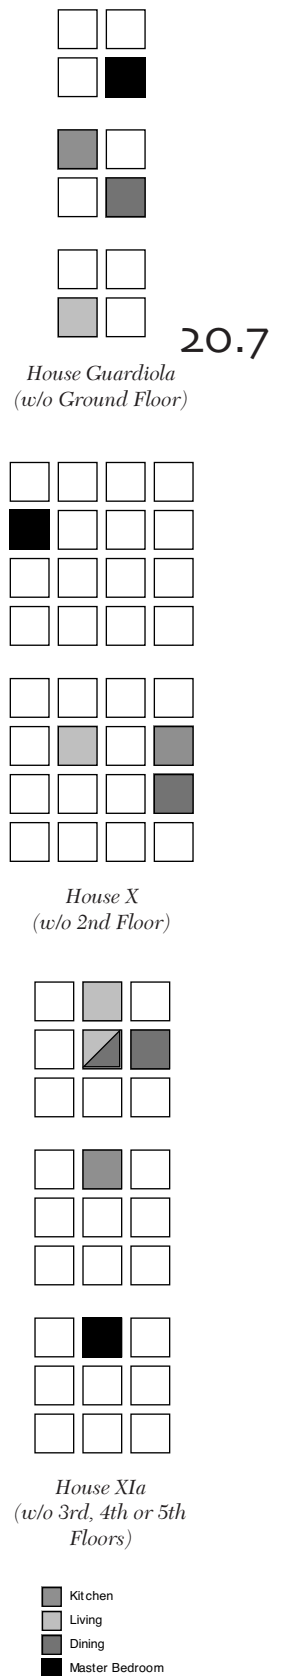 20.7
House Guardiola
(w/o Ground Floor)
House X
(w/o 2nd Floor)
House XIa
(w/o 3rd, 4th or 5th
Floors)
Kitchen
Living
Dining
Master Bedroom